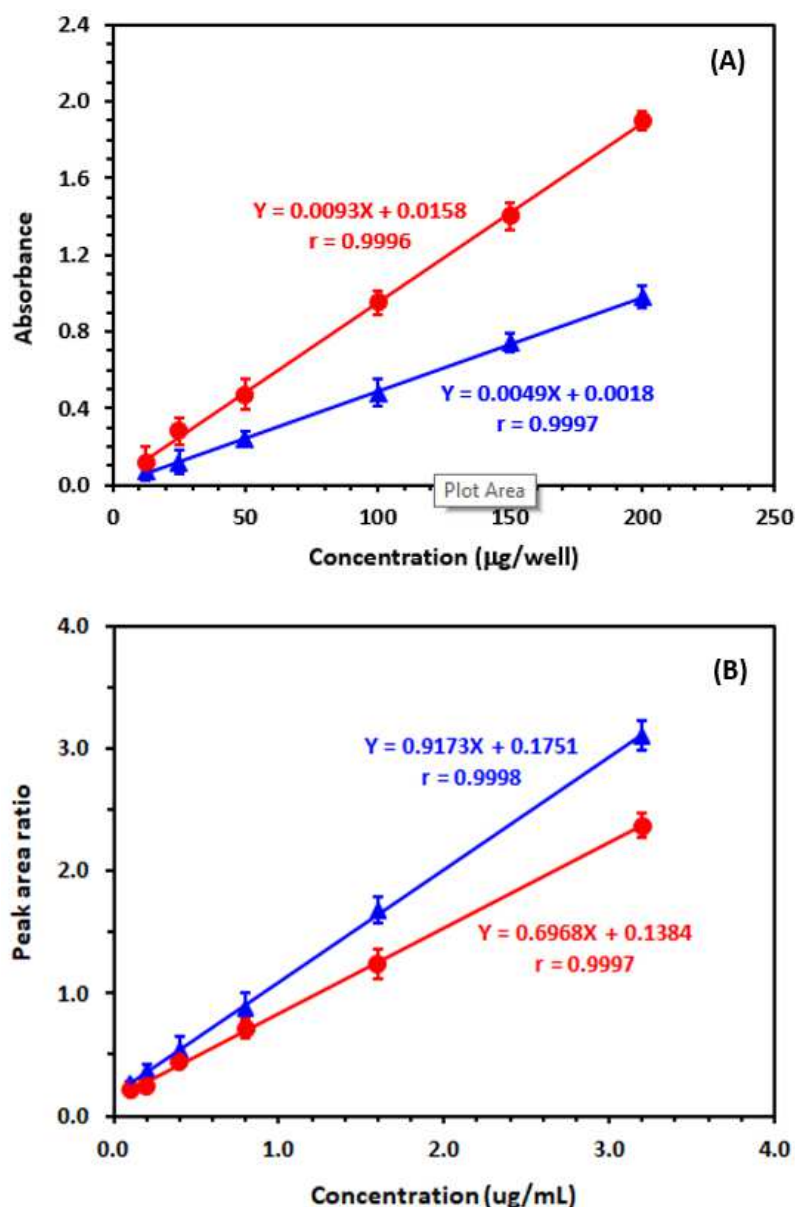 (A)
2.4
2.0
1.6
1.2
0.8
0.4
0.0
Absorbance
Y = 0.0093X + 0.0158
r = 0.9996
Y = 0.0049X + 0.0018
r = 0.9997
Plot Area
0 50 100 150 200 250
Concentration (µg/well)
(B)
4.0
3.0
2.0
1.0
0.0
Peak area ratio
Y = 0.9173X + 0.1751
r = 0.9998
Y = 0.6968X + 0.1384
r = 0.9997
0.0 1.0 2.0 3.0 4.0
Concentration (ug/mL)